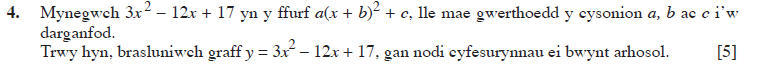 4. Mynegwch 3x² – 12x + 17 yn y ffurf a(x + b)² + c, lle mae gwerthoedd y cysonion a, b ac c i'w
darganfod.
Trwy hyn, brasluniwch graff y = 3x² – 12x + 17, gan nodi cyfesurynnau ei bwynt arhosol. [5]